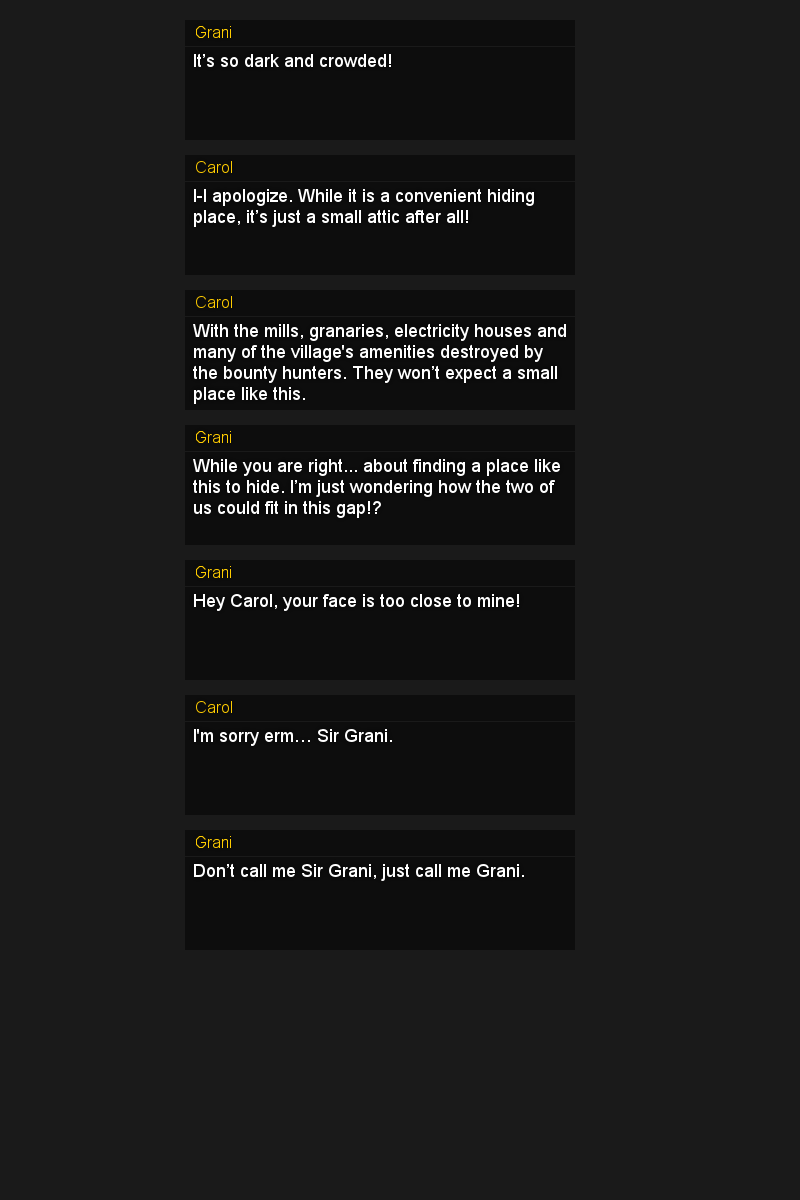 Grani
It’s so dark and crowded!
Carol
I-I apologize. While it is a convenient hiding
place, it’s just a small attic after all!
Carol
With the mills, granaries, electricity houses and
many of the village's amenities destroyed by
the bounty hunters. They won’t expect a small
place like this.
Grani
While you are right... about finding a place like
this to hide. I’m just wondering how the two of
us could fit in this gap!?
Grani
Hey Carol, your face is too close to mine!
Carol
I'm sorry erm… Sir Grani.
Grani
Don’t call me Sir Grani, just call me Grani.